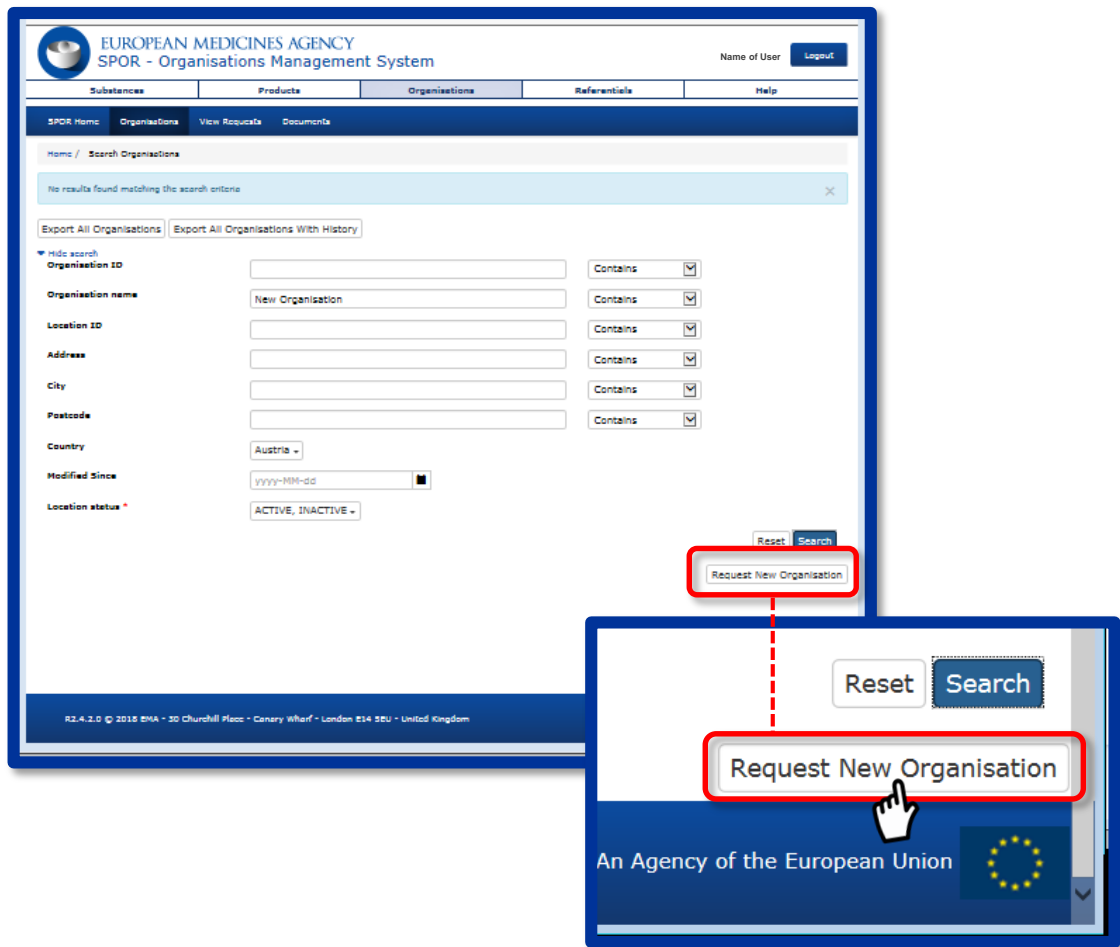 EUROPEAN MEDICINES AGENCY
SPOR - Organisations Management System
Name of User
Logout
Substances Products Organisations Referentials Help
SPOR Home Organisations View Requests Documents
Home / Search Organisations
No results found matching the search criteria ×
Export All Organisations Export All Organisations With History
Hide search
Organisation ID Contains
Organisation name New Organisation Contains
Location ID Contains
Address Contains
City Contains
Postcode Contains
Country Austria
Modified Since yyyy-MM-dd
Location status * ACTIVE, INACTIVE
Reset Search
Request New Organisation
R2.4.2.0 © 2018 EMA - 30 Churchill Place - Canary Wharf - London E14 5EU - United Kingdom
Reset Search
Request New Organisation
An Agency of the European Union